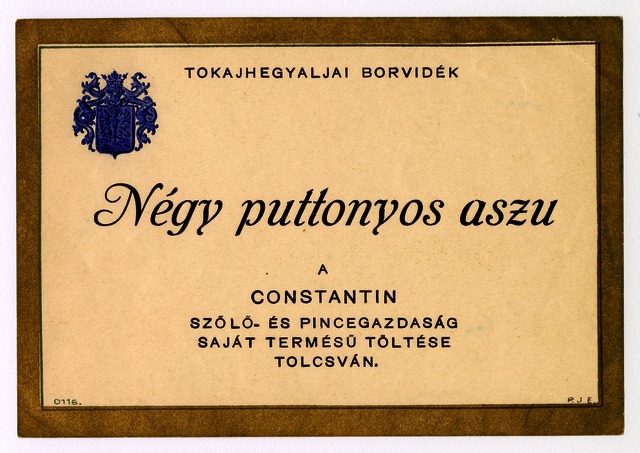 TOKAJHEGYALJAI BORVIDÉK
Négy puttonyos aszu
A
CONSTANTIN
SZŐLŐ- ÉS PINCEGAZDASÁG
SAJÁT TERMÉSŰ TÖLTÉSE
TOLCSVÁN.
0116.
P.J.E.